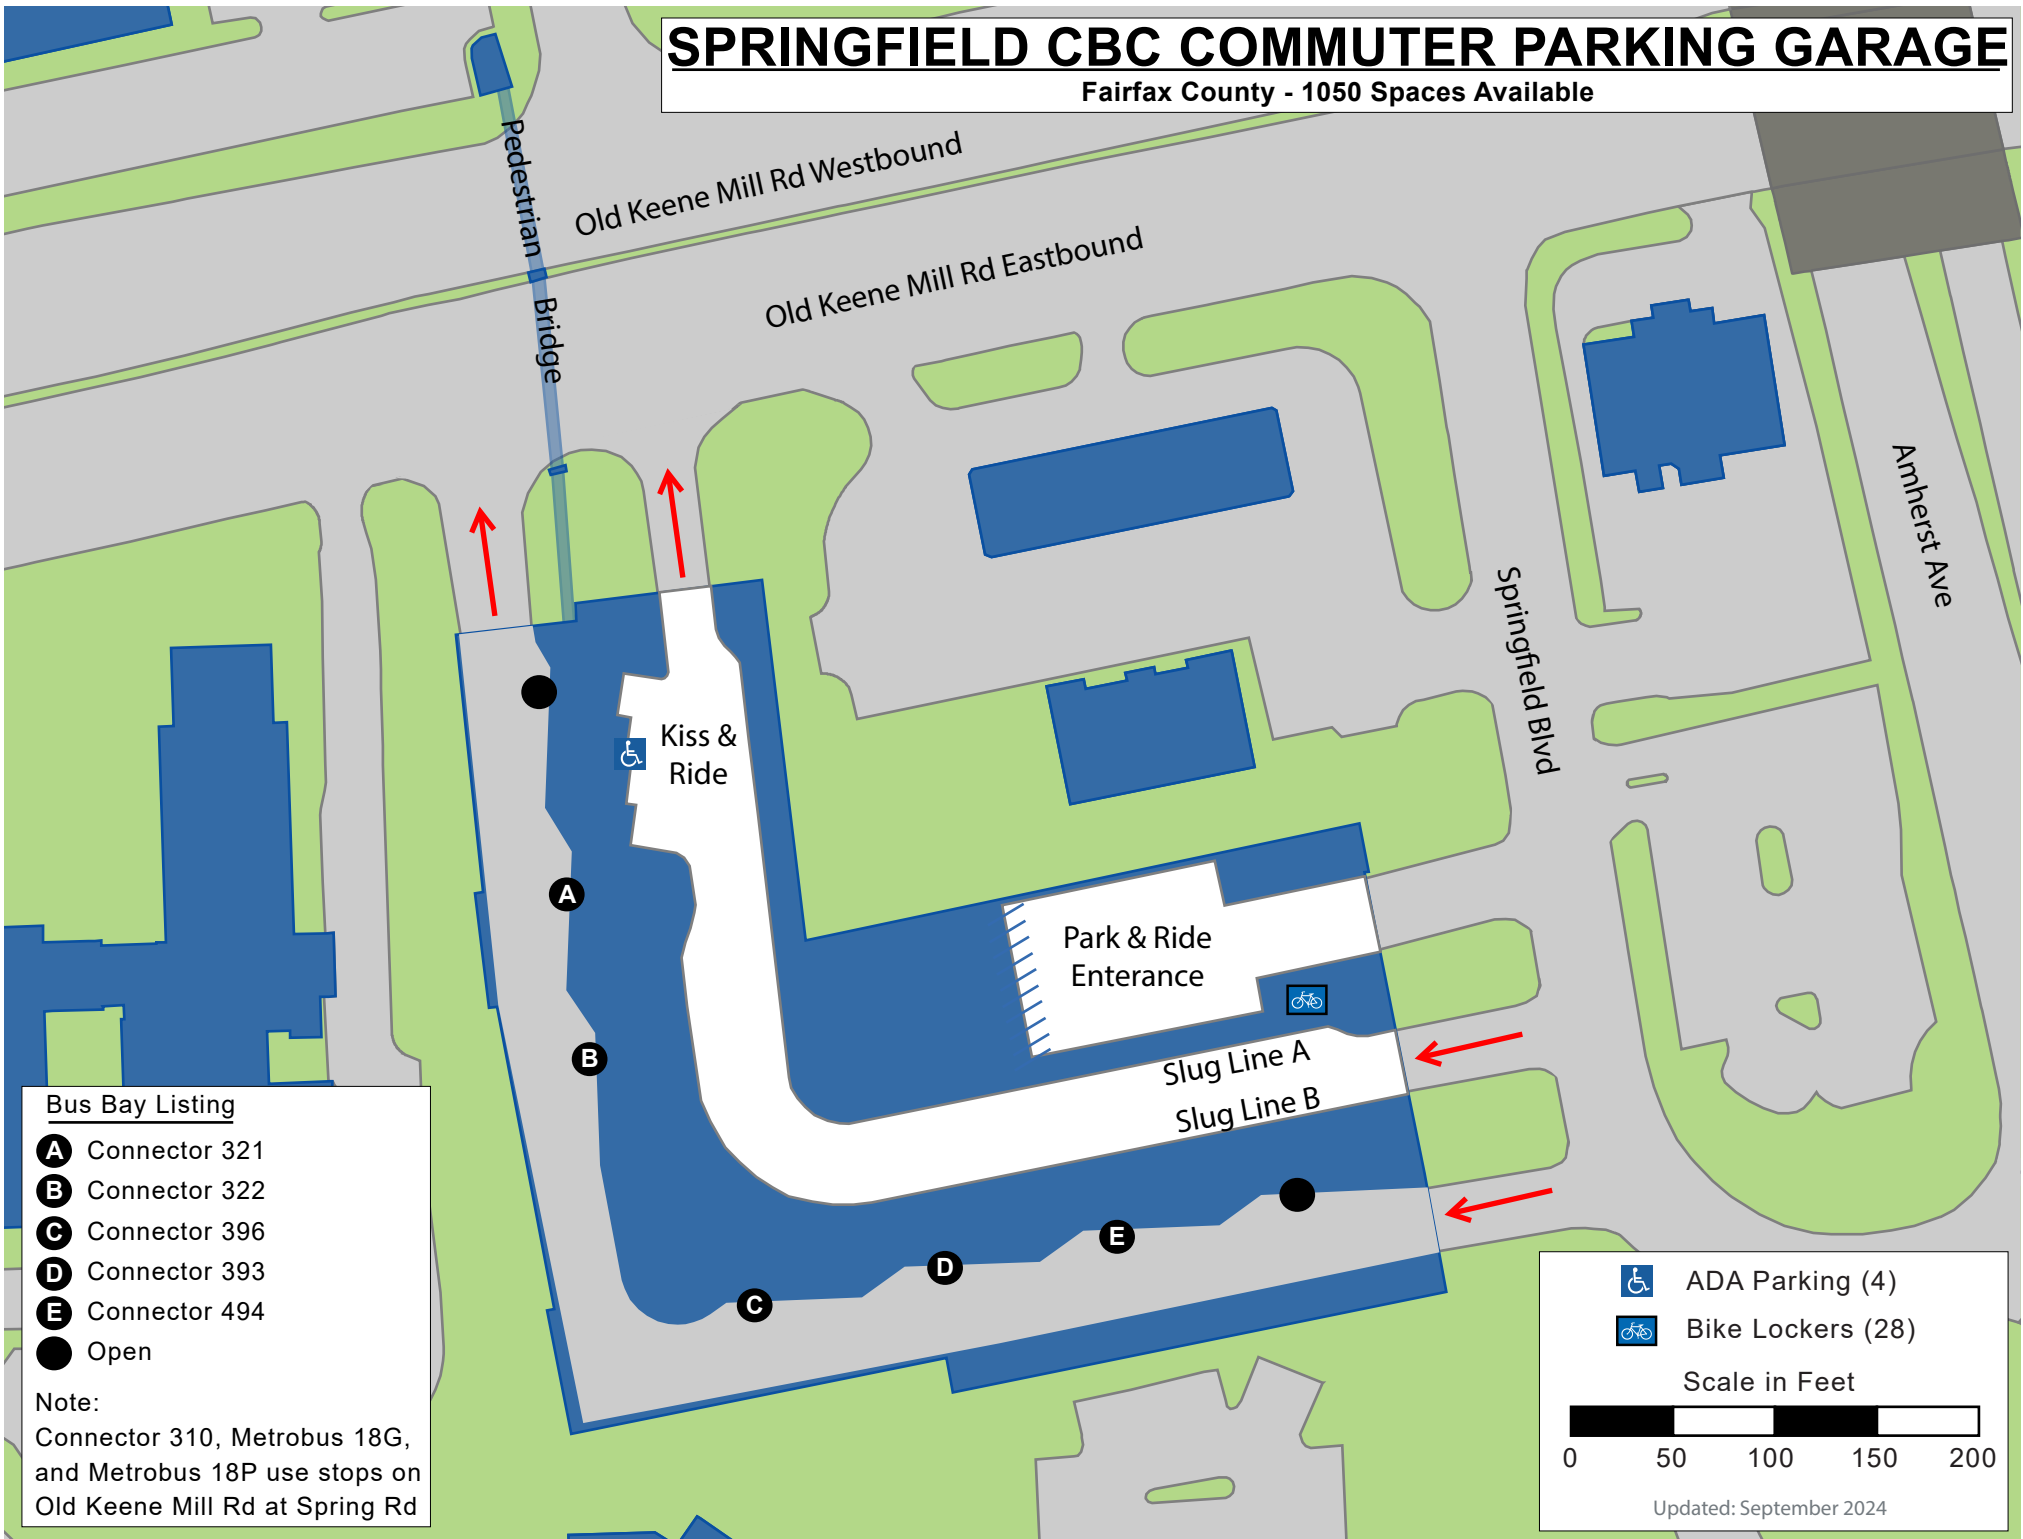 SPRINGFIELD CBC COMMUTER PARKING GARAGE
Fairfax County - 1050 Spaces Available
Pedestrian Bridge
Old Keene Mill Rd Westbound
Old Keene Mill Rd Eastbound
Amherst Ave
Springfield Blvd
Kiss &
Ride
A
Park & Ride
Enterance
B
Slug Line A
Slug Line B
E
D
C
Bus Bay Listing
A Connector 321
B Connector 322
C Connector 396
D Connector 393
E Connector 494
Open
Note:
Connector 310, Metrobus 18G,
and Metrobus 18P use stops on
Old Keene Mill Rd at Spring Rd
ADA Parking (4)
Bike Lockers (28)
Scale in Feet
0 50 100 150 200
Updated: September 2024